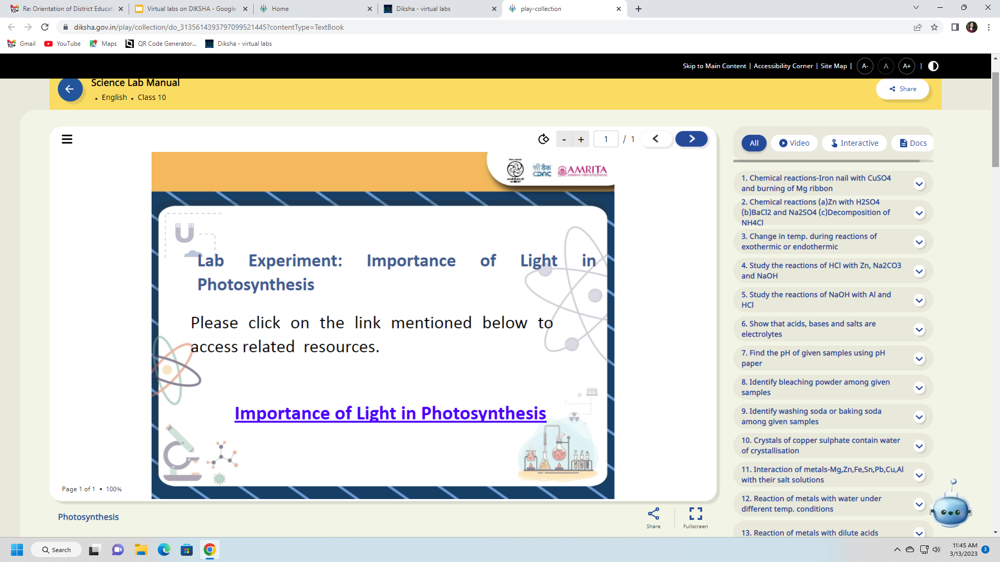 Re: Orientation of District Educati
Virtual labs on DIKSHA - Google
Home
Diksha - virtual labs
play-collection
diksha.gov.in/play/collection/do_31356143937970995214​45?contentType=TextBook
Gmail
YouTube
Maps
QR Code Generator...
Diksha - virtual labs
Skip to Main Content | Accessibility Corner | Site Map | A- A A+ |
Science Lab Manual
• English • Class 10
Share
- + 1 / 1
All Video Interactive Docs
सी डैक
CDAC
AMRITA
VISHWA VIDYAPEETHAM
Lab Experiment: Importance of Light in
Photosynthesis
Please click on the link mentioned below to
access related resources.
Importance of Light in Photosynthesis
Page 1 of 1 • 100%
Photosynthesis
Share
Fullscreen
1. Chemical reactions-Iron nail with CuSO4
and burning of Mg ribbon
2. Chemical reactions (a)Zn with H2SO4
(b)BaCl2 and Na2SO4 (c)Decomposition of
NH4Cl
3. Change in temp. during reactions of
exothermic or endothermic
4. Study the reactions of HCl with Zn, Na2CO3
and NaOH
5. Study the reactions of NaOH with Al and
HCl
6. Show that acids, bases and salts are
electrolytes
7. Find the pH of given samples using pH
paper
8. Identify bleaching powder among given
samples
9. Identify washing soda or baking soda
among given samples
10. Crystals of copper sulphate contain water
of crystallisation
11. Interaction of metals-Mg,Zn,Fe,Sn,Pb,Cu,Al
with their salt solutions
12. Reaction of metals with water under
different temp. conditions
13. Reaction of metals with dilute acids
Search
11:45 AM
3/13/2023
3